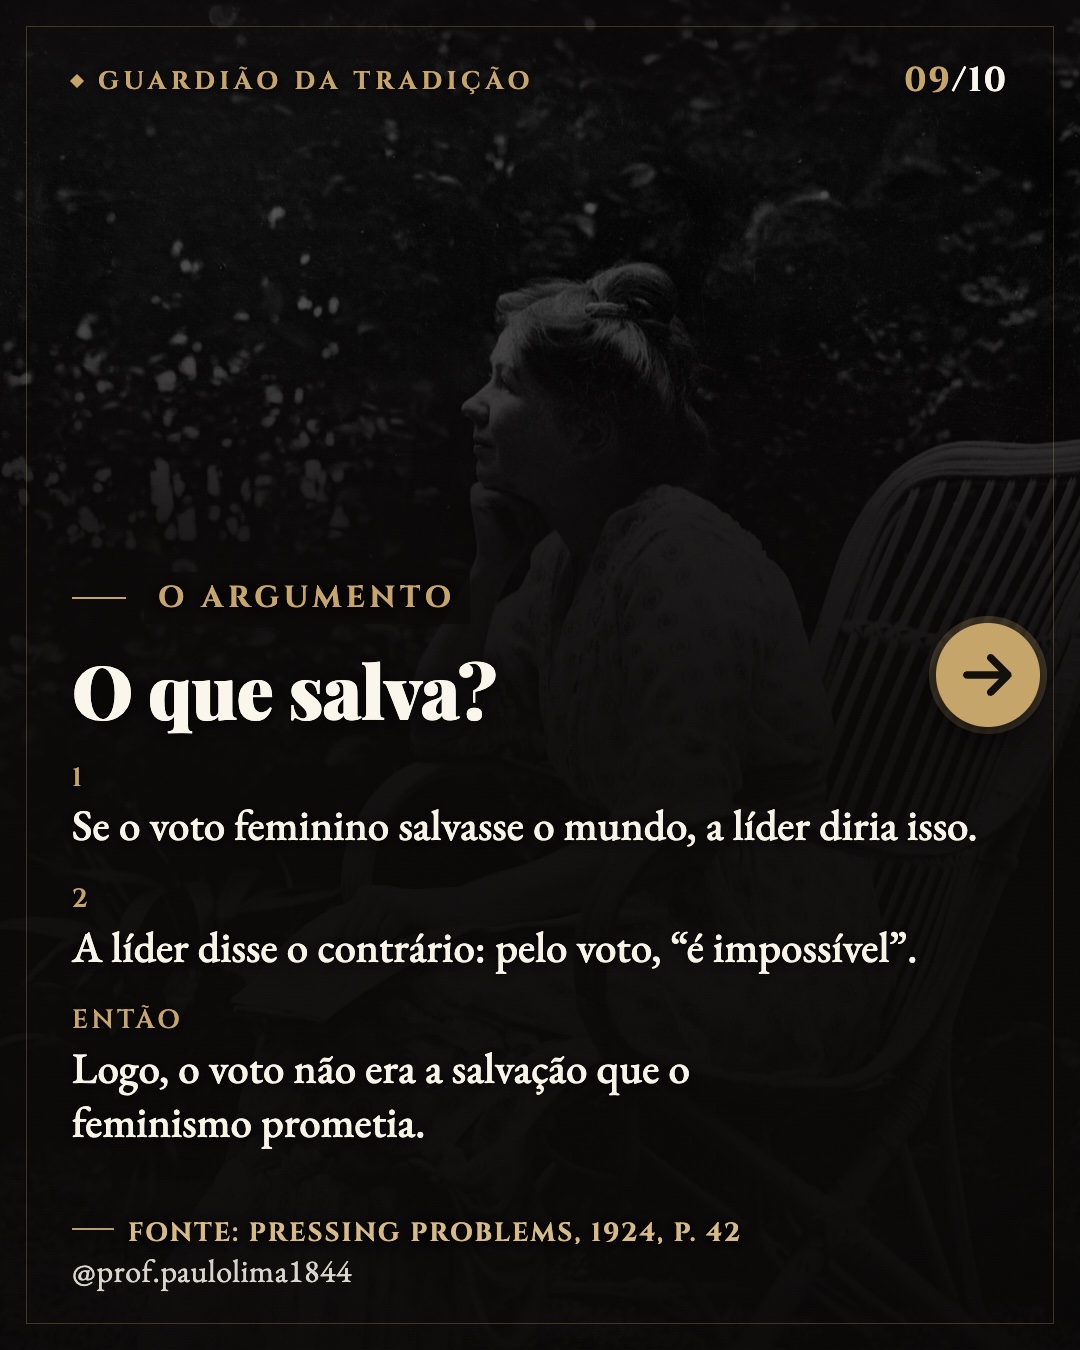 ◆ GUARDIÃO DA TRADIÇÃO
09/10
O ARGUMENTO
O que salva?
1
Se o voto feminino salvasse o mundo, a líder diria isso.
2
A líder disse o contrário: pelo voto, “é impossível”.
ENTÃO
Logo, o voto não era a salvação que o
feminismo prometia.
FONTE: PRESSING PROBLEMS, 1924, P. 42
@prof.paulolima1844